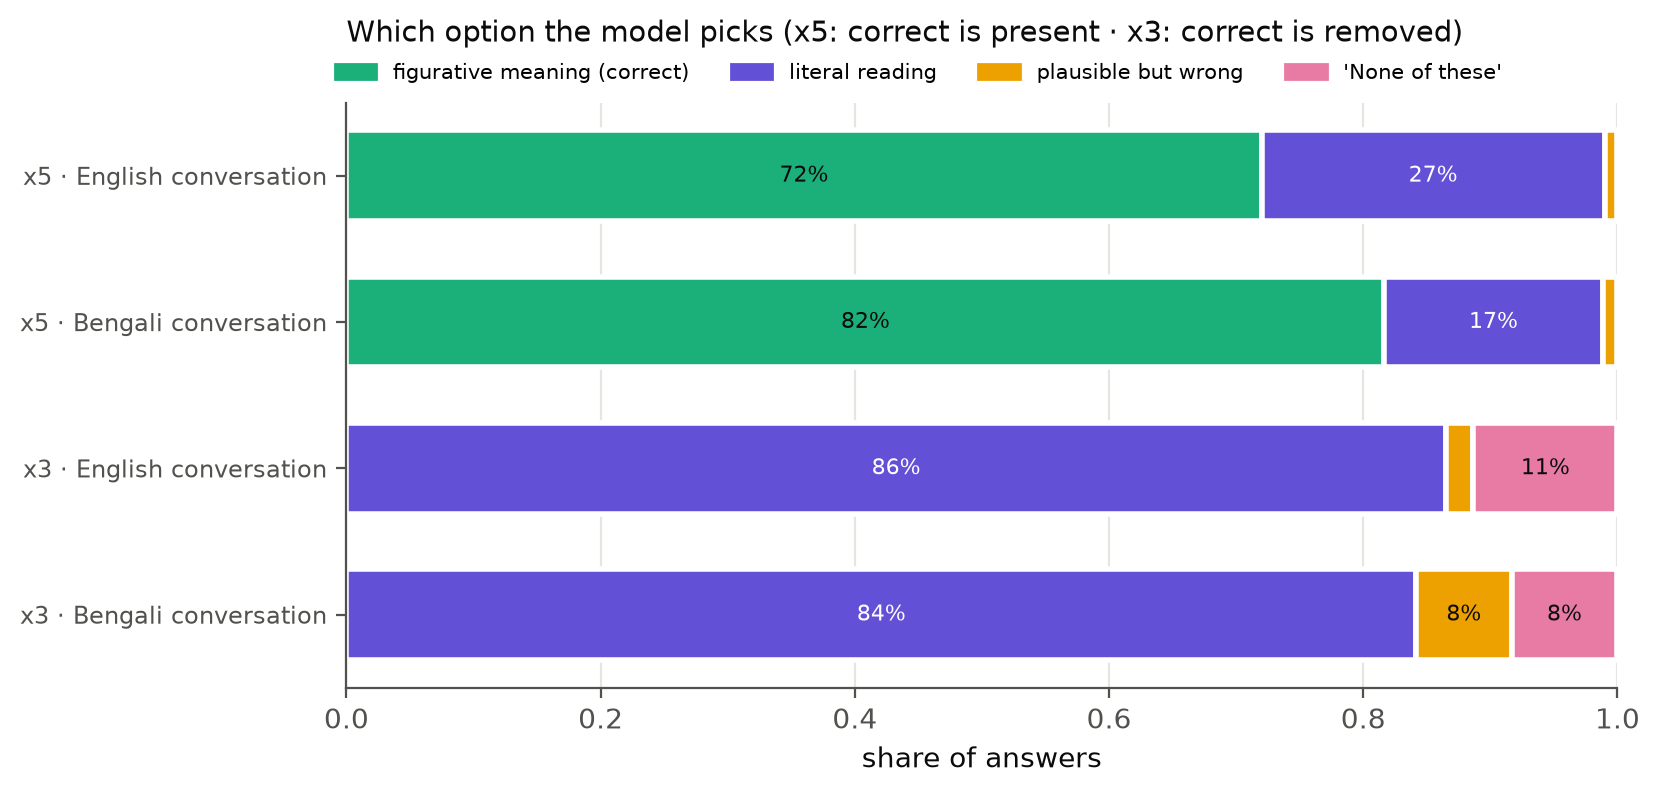 Which option the model picks (x5: correct is present · x3: correct is removed)
figurative meaning (correct) literal reading plausible but wrong 'None of these'
x5 · English conversation 72% 27%
x5 · Bengali conversation 82% 17%
x3 · English conversation 86% 11%
x3 · Bengali conversation 84% 8% 8%
0.0 0.2 0.4 0.6 0.8 1.0
share of answers